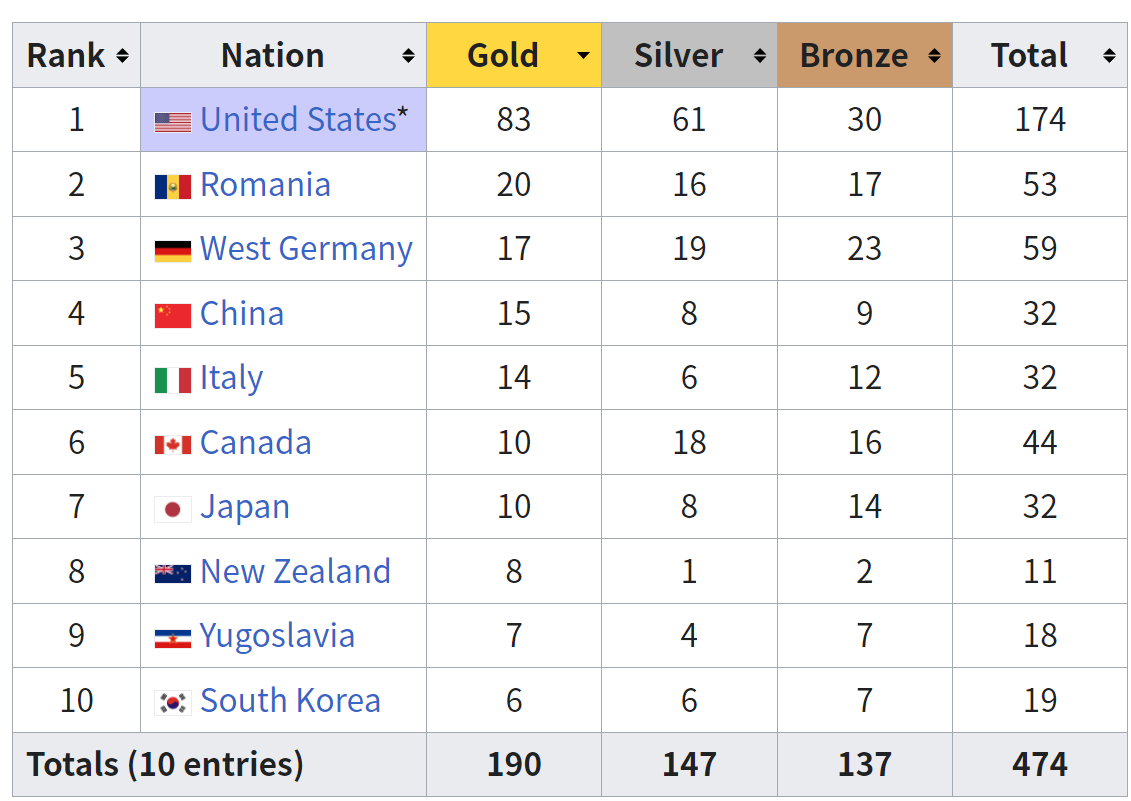 Rank Nation Gold Silver Bronze Total
1 United States* 83 61 30 174
2 Romania 20 16 17 53
3 West Germany 17 19 23 59
4 China 15 8 9 32
5 Italy 14 6 12 32
6 Canada 10 18 16 44
7 Japan 10 8 14 32
8 New Zealand 8 1 2 11
9 Yugoslavia 7 4 7 18
10 South Korea 6 6 7 19
Totals (10 entries) 190 147 137 474